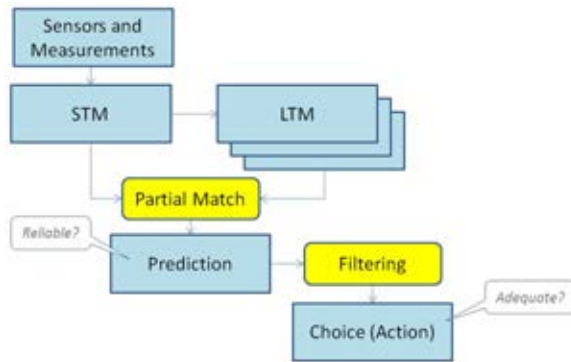 Sensors and
Measurements
STM
LTM
Partial Match
Reliable?
Prediction
Filtering
Adequate?
Choice (Action)